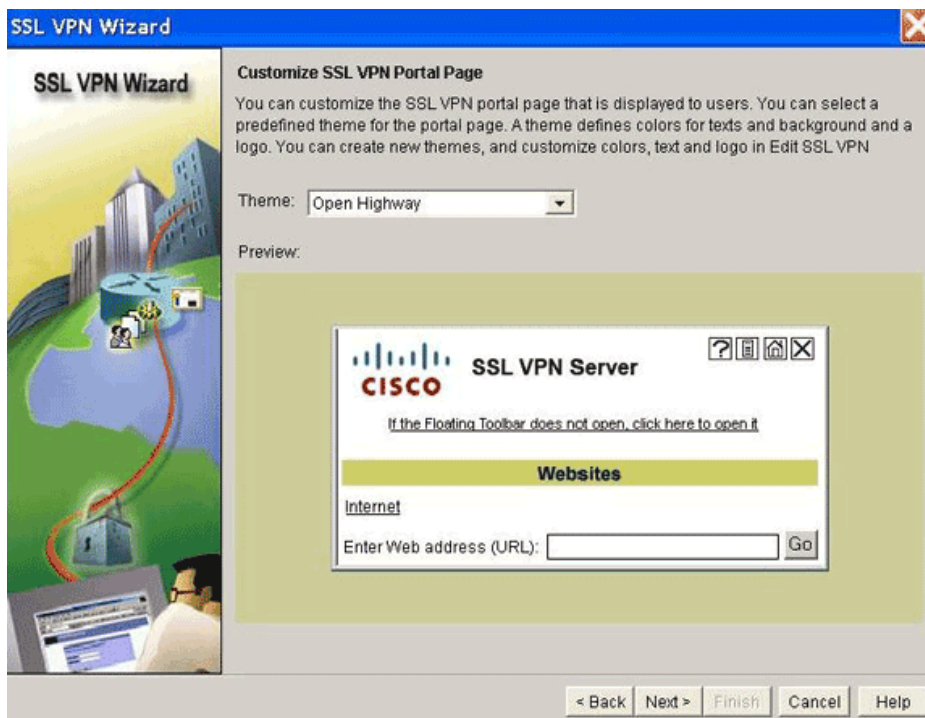 SSL VPN Wizard
SSL VPN Wizard
Customize SSL VPN Portal Page
You can customize the SSL VPN portal page that is displayed to users. You can select a
predefined theme for the portal page. A theme defines colors for texts and background and a
logo. You can create new themes, and customize colors, text and logo in Edit SSL VPN
Theme: Open Highway
Preview:
CISCO
SSL VPN Server
?
If the Floating Toolbar does not open, click here to open it
Websites
Internet
Enter Web address (URL): Go
< Back Next > Finish Cancel Help